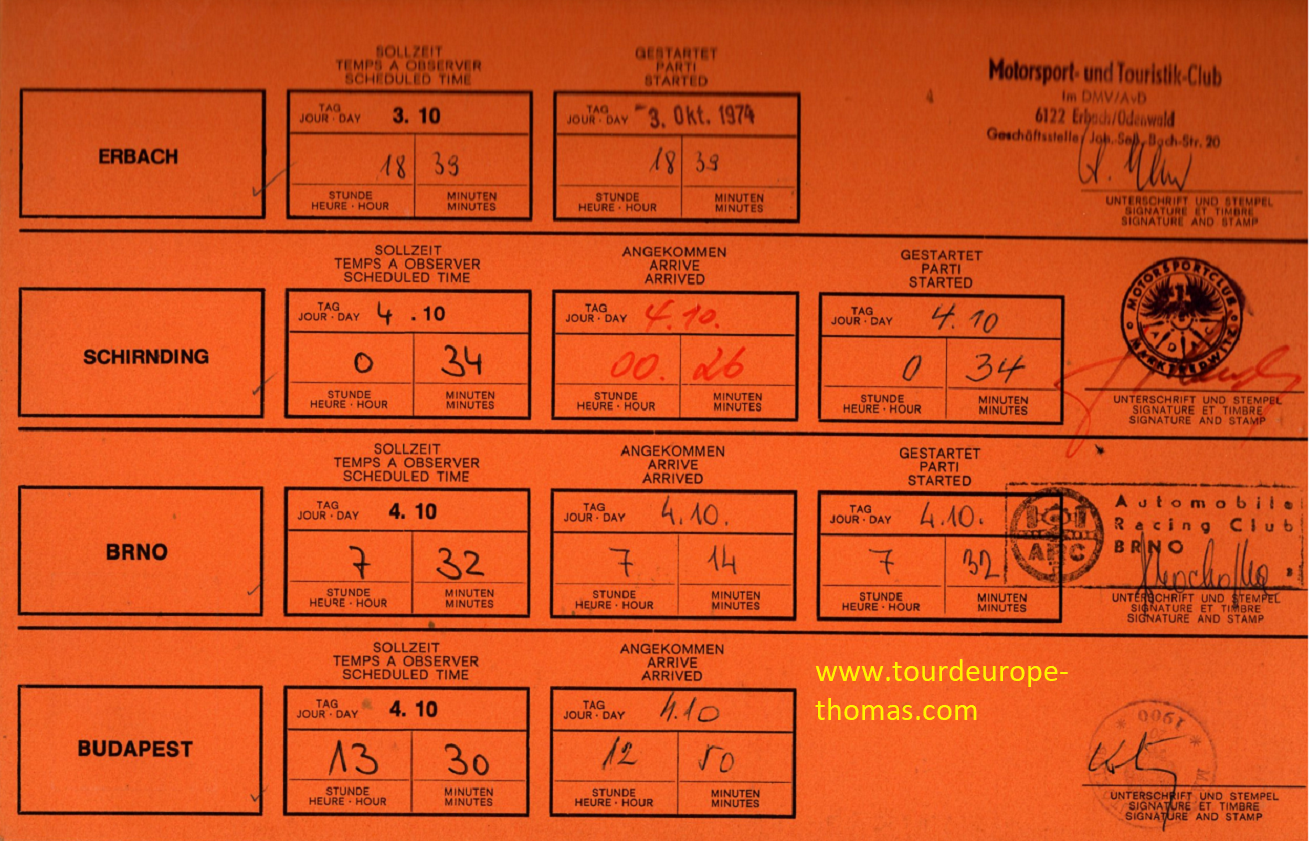 SOLLZEIT
TEMPS A OBSERVER
SCHEDULED TIME
GESTARTET
PARTI
STARTED
Motorsport- und Touristik-Club
im DMV/AvD
6122 Erbach/Odenwald
Geschäftsstelle Joh.-Seb.-Bach-Str. 20
ERBACH
TAG
JOUR · DAY 3. 10
TAG
JOUR · DAY 3. Okt. 1974
18 39
18 39
STUNDE MINUTEN
HEURE · HOUR MINUTES
STUNDE MINUTEN
HEURE · HOUR MINUTES
UNTERSCHRIFT UND STEMPEL
SIGNATURE ET TIMBRE
SIGNATURE AND STAMP
SOLLZEIT
TEMPS A OBSERVER
SCHEDULED TIME
ANGEKOMMEN
ARRIVE
ARRIVED
GESTARTET
PARTI
STARTED
MOTORSPORTCLUB
MARKTREDWITZ
ADAC
SCHIRNDING
TAG
JOUR · DAY 4 . 10
TAG
JOUR · DAY 4.10.
TAG
JOUR · DAY 4.10
0 34
00. 26
0 34
STUNDE MINUTEN
HEURE · HOUR MINUTES
STUNDE MINUTEN
HEURE · HOUR MINUTES
STUNDE MINUTEN
HEURE · HOUR MINUTES
UNTERSCHRIFT UND STEMPEL
SIGNATURE ET TIMBRE
SIGNATURE AND STAMP
SOLLZEIT
TEMPS A OBSERVER
SCHEDULED TIME
ANGEKOMMEN
ARRIVE
ARRIVED
GESTARTET
PARTI
STARTED
Automobile
Racing Club
BRNO
ARC
BRNO
TAG
JOUR · DAY 4. 10
TAG
JOUR · DAY 4.10.
TAG
JOUR · DAY 4.10.
7 32
7 14
7 32
STUNDE MINUTEN
HEURE · HOUR MINUTES
STUNDE MINUTEN
HEURE · HOUR MINUTES
STUNDE MINUTEN
HEURE · HOUR MINUTES
UNTERSCHRIFT UND STEMPEL
SIGNATURE ET TIMBRE
SIGNATURE AND STAMP
SOLLZEIT
TEMPS A OBSERVER
SCHEDULED TIME
ANGEKOMMEN
ARRIVE
ARRIVED
www.tourdeurope-
thomas.com
BUDAPEST
TAG
JOUR · DAY 4. 10
TAG
JOUR · DAY 4.10
13 30
12 50
STUNDE MINUTEN
HEURE · HOUR MINUTES
STUNDE MINUTEN
HEURE · HOUR MINUTES
UNTERSCHRIFT UND STEMPEL
SIGNATURE ET TIMBRE
SIGNATURE AND STAMP